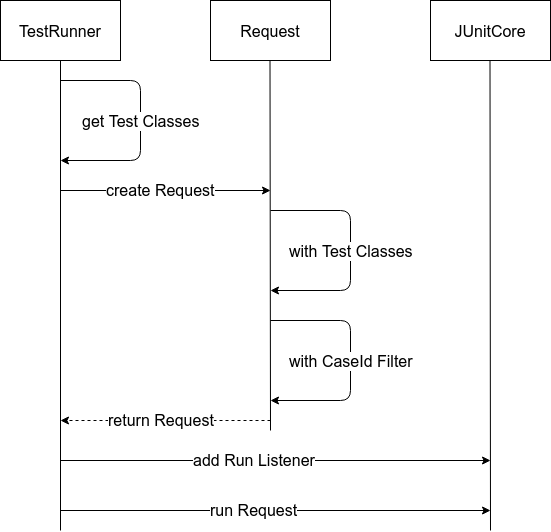 TestRunner
Request
JUnitCore
get Test Classes
create Request
with Test Classes
with CaseId Filter
return Request
add Run Listener
run Request